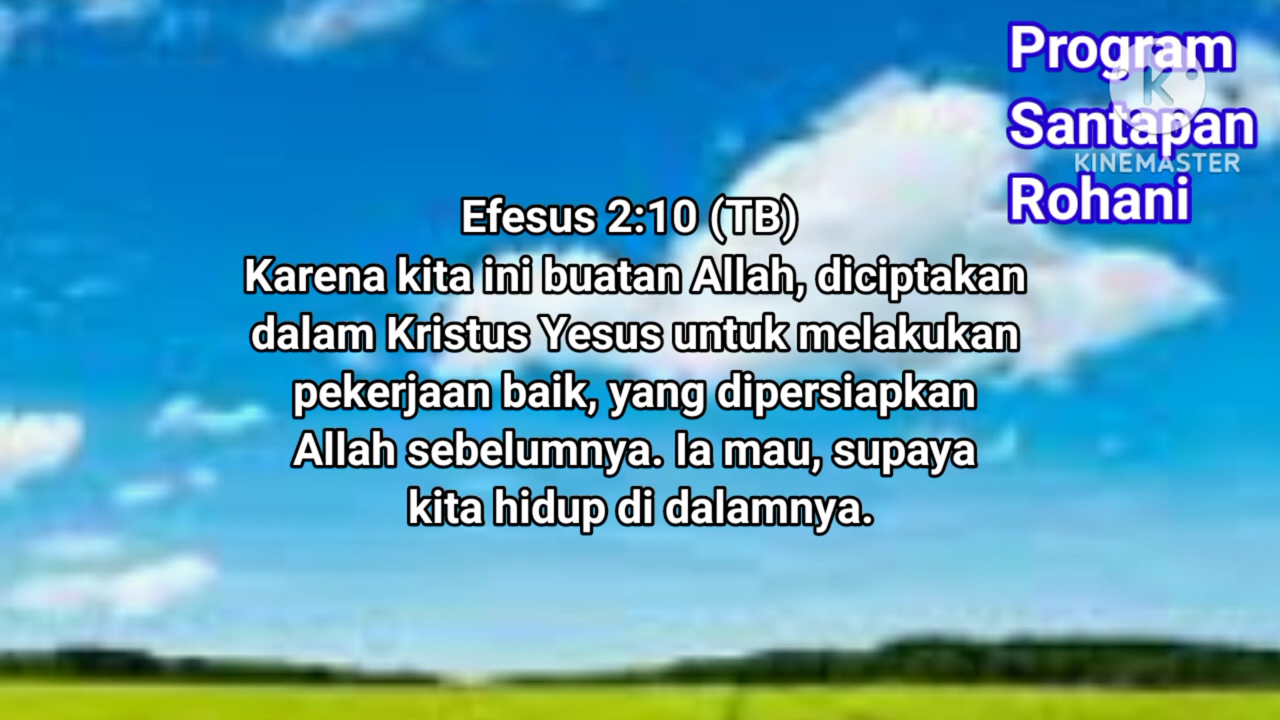 Program
Santapan
Rohani
KINEMASTER
Efesus 2:10 (TB)
Karena kita ini buatan Allah, diciptakan
dalam Kristus Yesus untuk melakukan
pekerjaan baik, yang dipersiapkan
Allah sebelumnya. Ia mau, supaya
kita hidup di dalamnya.